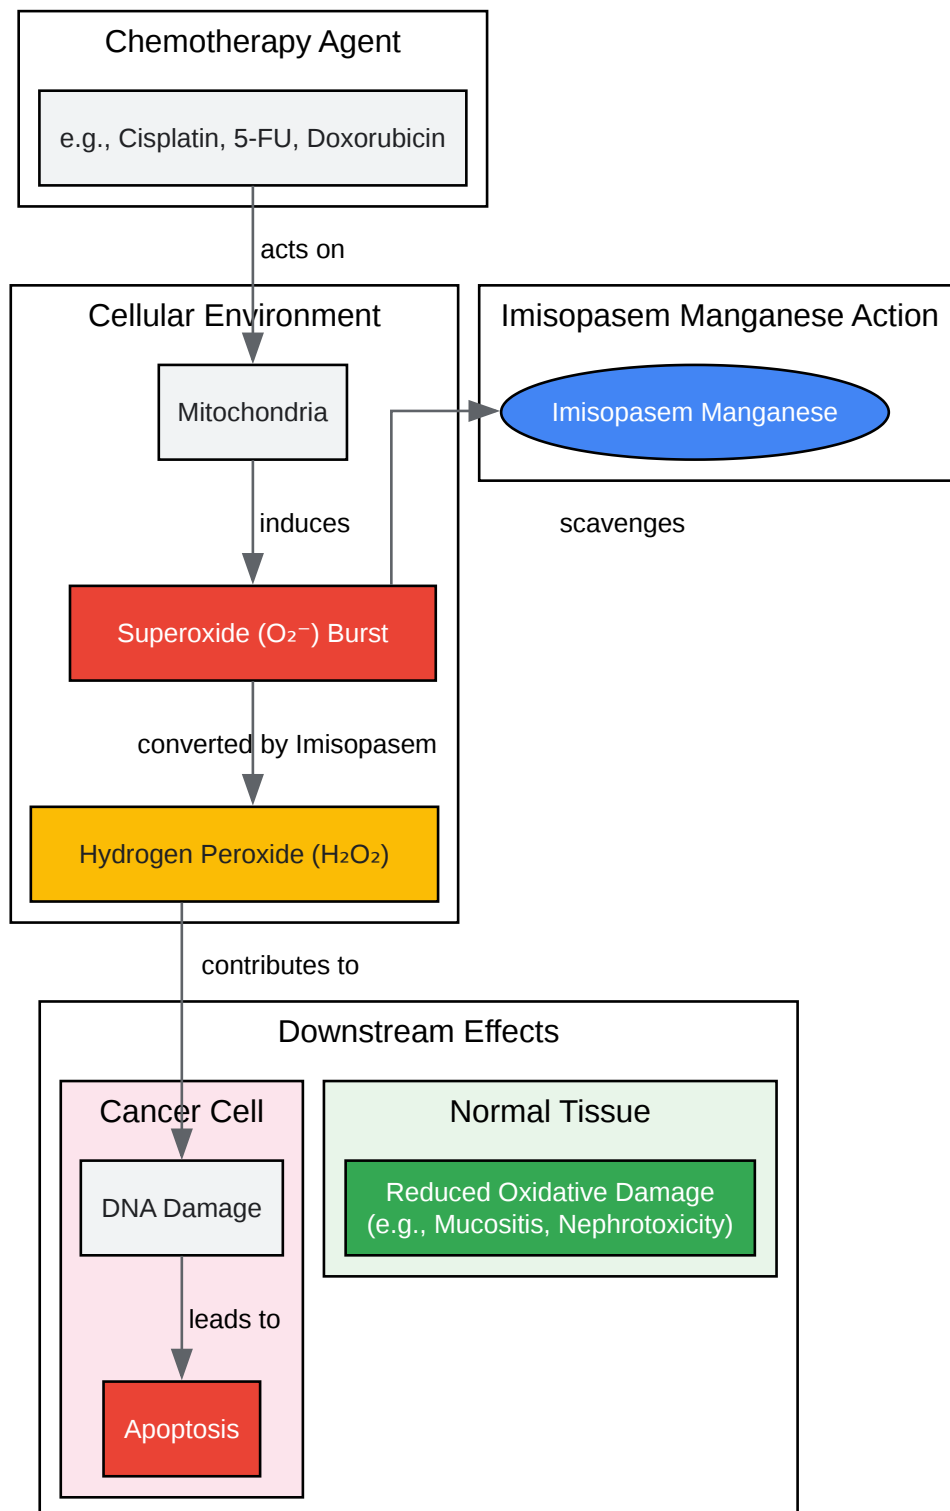 Chemotherapy Agent
e.g., Cisplatin, 5-FU, Doxorubicin
acts on
Cellular Environment
Imisopasem Manganese Action
Mitochondria
Imisopasem Manganese
induces
scavenges
Superoxide (O₂⁻) Burst
converted by Imisopasem
Hydrogen Peroxide (H₂O₂)
contributes to
Downstream Effects
Cancer Cell
Normal Tissue
DNA Damage
Reduced Oxidative Damage
(e.g., Mucositis, Nephrotoxicity)
leads to
Apoptosis